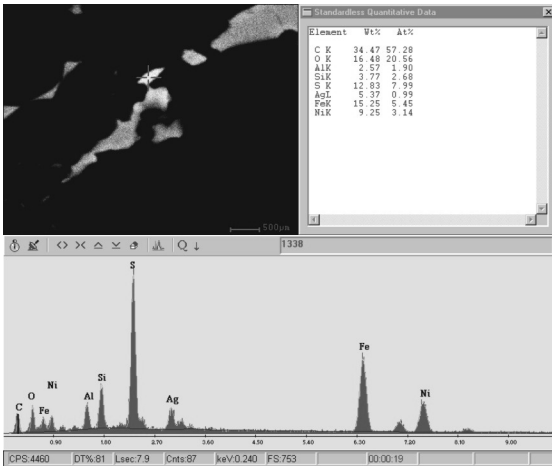 500µm
Standardless Quantitative Data
Element Wt% At%
C K 34.47 57.28
O K 16.48 20.56
AlK 2.57 1.90
SiK 3.77 2.68
S K 12.83 7.99
AgL 5.37 0.99
FeK 15.25 5.45
NiK 9.25 3.14
1338
S
Fe
Ni
Si
Ni
O
Al
Ag
C
Fe
0.90 1.80 2.70 3.60 4.50 5.40 6.30 7.20 8.10 9.00
CPS:4460 DT%:81 Lsec:7.9 Cnts:87 keV:0.240 FS:753 00:00:19